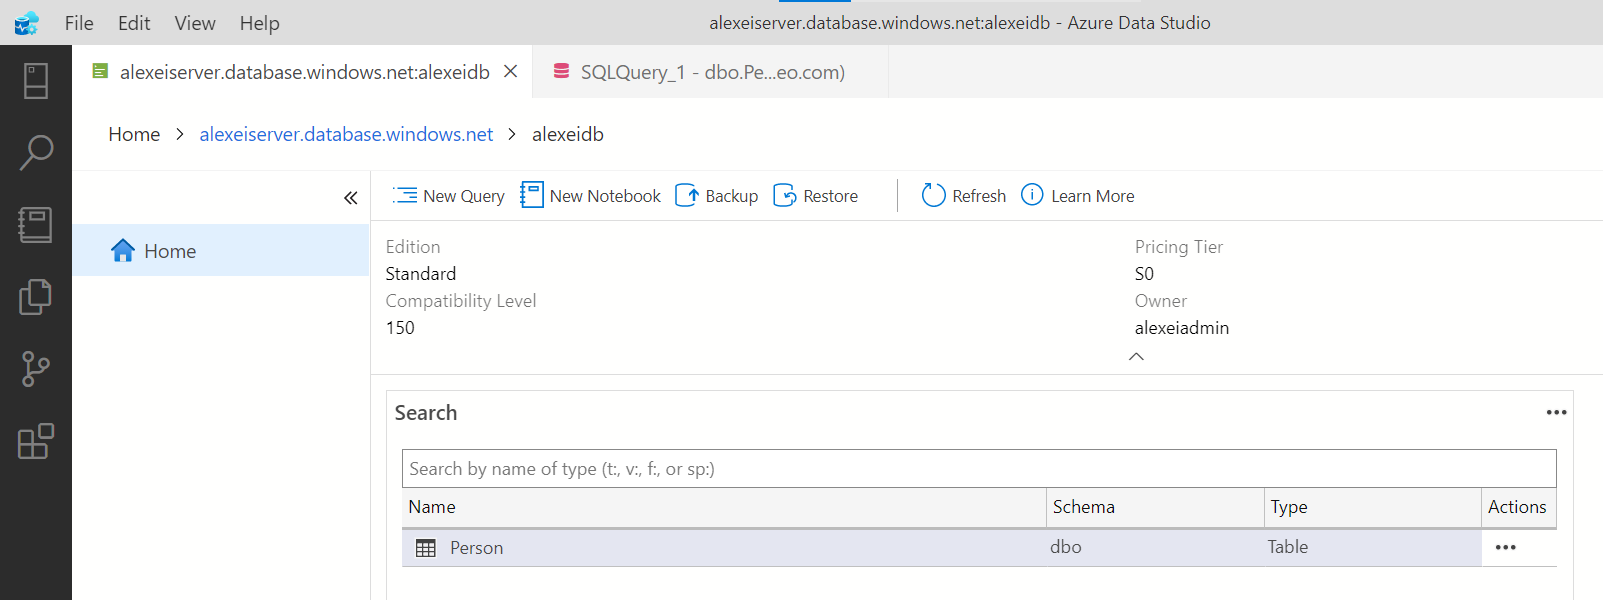 File Edit View Help alexeiserver.database.windows.net:alexeidb - Azure Data Studio
alexeiserver.database.windows.net:alexeidb SQLQuery_1 - dbo.Pe...eo.com)
Home > alexeiserver.database.windows.net > alexeidb
New Query New Notebook Backup Restore Refresh Learn More
Home
Edition Pricing Tier
Standard S0
Compatibility Level Owner
150 alexeiadmin
Search
Search by name of type (t:, v:, f:, or sp:)
Name Schema Type Actions
Person dbo Table